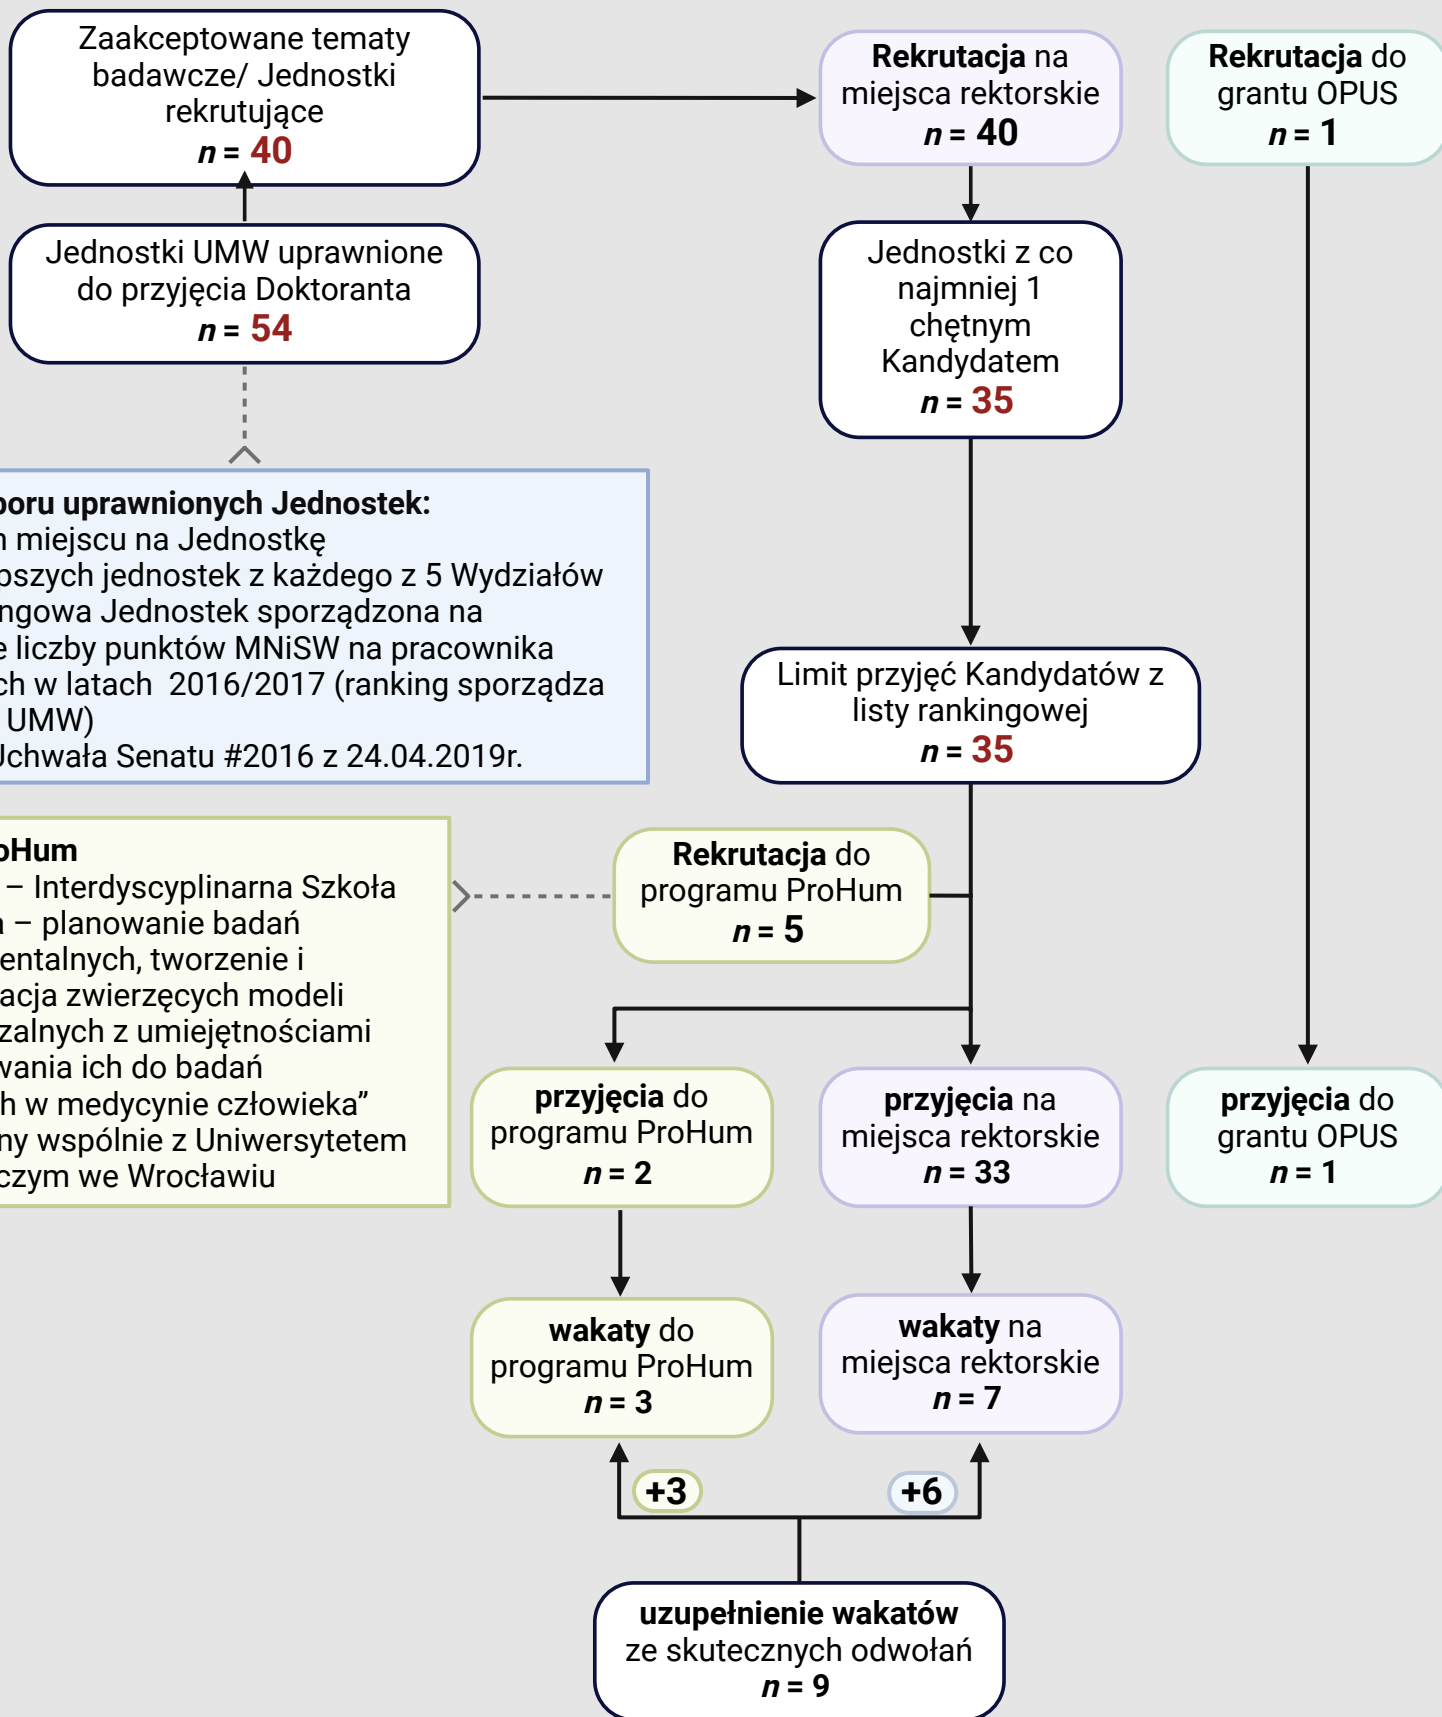 Zaakceptowane tematy
badawcze/ Jednostki
rekrutujące
n = 40
Rekrutacja na
miejsca rektorskie
n = 40
Rekrutacja do
grantu OPUS
n = 1
Jednostki UMW uprawnione
do przyjęcia Doktoranta
n = 54
Jednostki z co
najmniej 1
chętnym
Kandydatem
n = 35
uprawnionych Jednostek:
miejscu na Jednostkę
jednostek z każdego z 5 Wydziałów
Jednostek sporządzona na
liczby punktów MNiSW na pracownika
w latach 2016/2017 (ranking sporządza
UMW)
Uchwała Senatu #2016 z 24.04.2019r.
Limit przyjęć Kandydatów z
listy rankingowej
n = 35
oHum
– Interdyscyplinarna Szkoła
– planowanie badań
entalnych, tworzenie i
acja zwierzęcych modeli
zalnych z umiejętnościami
wania ich do badań
h w medycynie człowieka”
ny wspólnie z Uniwersytetem
czym we Wrocławiu
Rekrutacja do
programu ProHum
n = 5
przyjęcia do
programu ProHum
n = 2
przyjęcia na
miejsca rektorskie
n = 33
przyjęcia do
grantu OPUS
n = 1
wakaty do
programu ProHum
n = 3
wakaty na
miejsca rektorskie
n = 7
+3
+6
uzupełnienie wakatów
ze skutecznych odwołań
n = 9